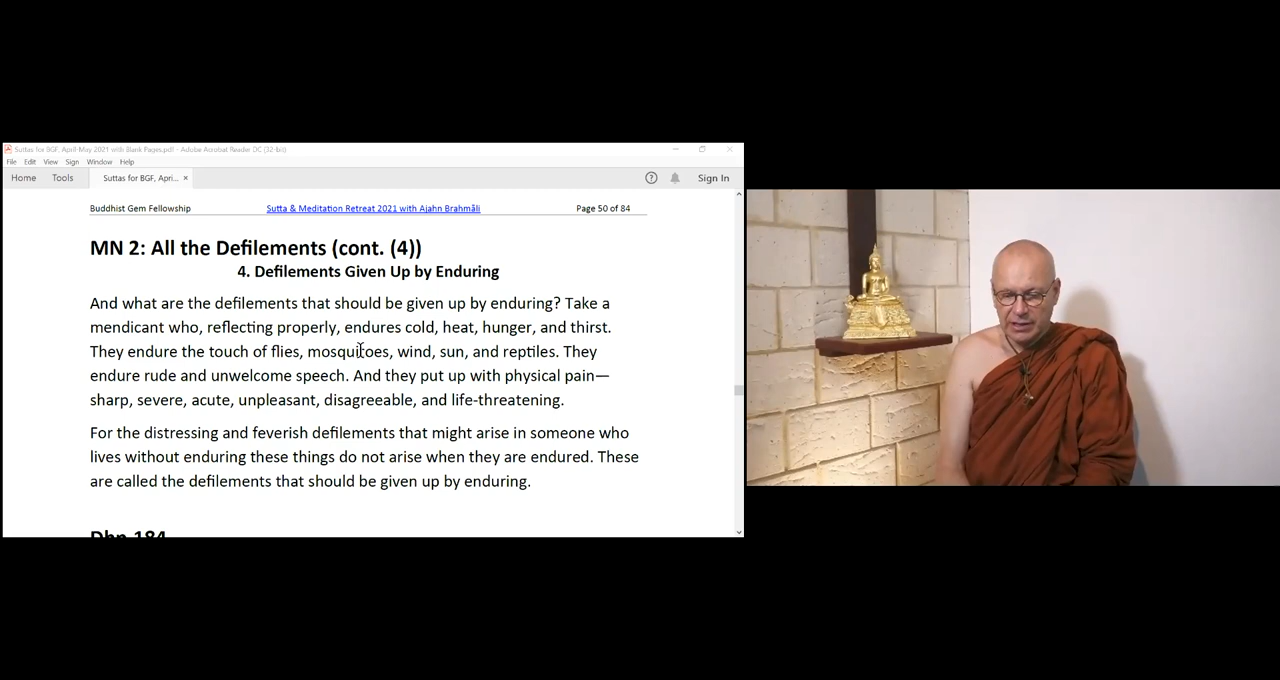 Suttas for BGF, April-May 2021 with Blank Pages.pdf - Adobe Acrobat Reader DC (32-bit)
File Edit View Sign Window Help
Home Tools Suttas for BGF, Apri... × Sign In
Buddhist Gem Fellowship Sutta & Meditation Retreat 2021 with Ajahn Brahmāli Page 50 of 84
MN 2: All the Defilements (cont. (4))
4. Defilements Given Up by Enduring
And what are the defilements that should be given up by enduring? Take a
mendicant who, reflecting properly, endures cold, heat, hunger, and thirst.
They endure the touch of flies, mosquitoes, wind, sun, and reptiles. They
endure rude and unwelcome speech. And they put up with physical pain—
sharp, severe, acute, unpleasant, disagreeable, and life-threatening.
For the distressing and feverish defilements that might arise in someone who
lives without enduring these things do not arise when they are endured. These
are called the defilements that should be given up by enduring.
Dhp 184